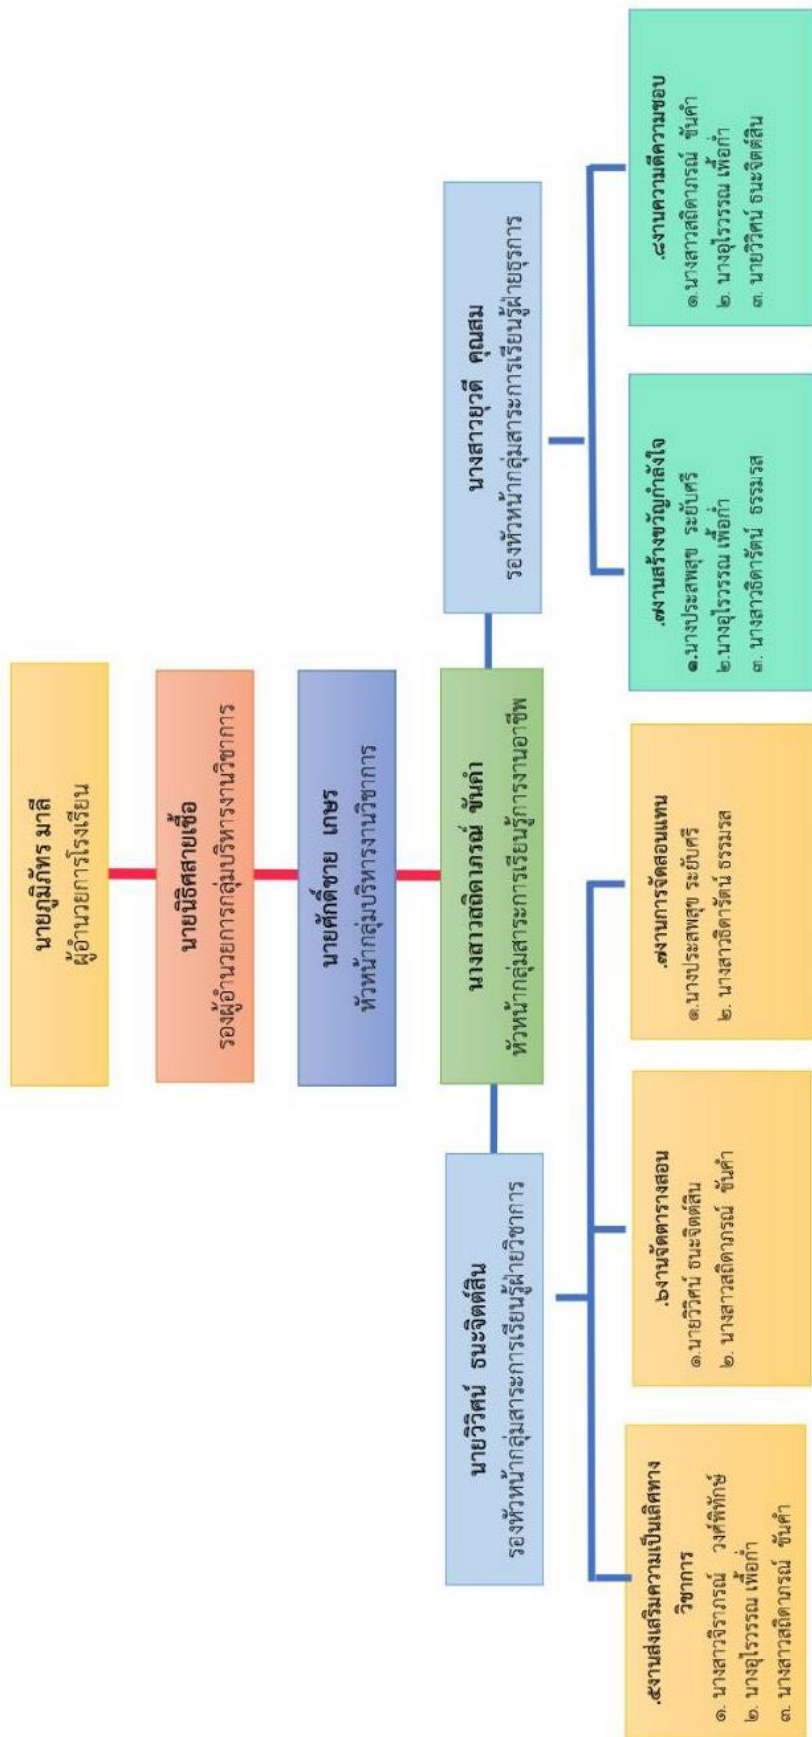 นายภูมิภัทร มาลี
ผู้อำนวยการโรงเรียน
นายนิธิศสายเชื้อ
รองผู้อำนวยการกลุ่มบริหารงานวิชาการ
นายศักดิ์ชาย เกษร
หัวหน้ากลุ่มบริหารงานวิชาการ
นางสาวสถิดาภรณ์ ขันคำ
หัวหน้ากลุ่มสาระการเรียนรู้การงานอาชีพ
นายวิวิศน์ ธนะจิตต์สิน
รองหัวหน้ากลุ่มสาระการเรียนรู้ฝ่ายวิชาการ
นางสาวยุวดี คุณสม
รองหัวหน้ากลุ่มสาระการเรียนรู้ฝ่ายธุรการ
.๕งานส่งเสริมความเป็นเลิศทาง
วิชาการ
๑. นางสาวจิราภรณ์ วงศ์พิทักษ์
๒. นางอุไรวรรณ เพื้อก่ำ
๓. นางสาวสถิดาภรณ์ ขันคำ
.๖งานจัดตารางสอน
๑.นายวิวิศน์ ธนะจิตต์สิน
๒. นางสาวสถิดาภรณ์ ขันคำ
.๗งานการจัดสอนแทน
๑.นางประสพสุข ระยับศรี
๒. นางสาวธิดารัตน์ ธรรมรส
.๗งานสร้างขวัญกำลังใจ
๑.นางประสพสุข ระยับศรี
๒.นางอุไรวรรณ เพื้อก่ำ
๓. นางสาวธิดารัตน์ ธรรมรส
.๘งานความดีความชอบ
๑.นางสาวสถิดาภรณ์ ขันคำ
๒. นางอุไรวรรณ เพื้อก่ำ
๓. นายวิวิศน์ ธนะจิตต์สิน